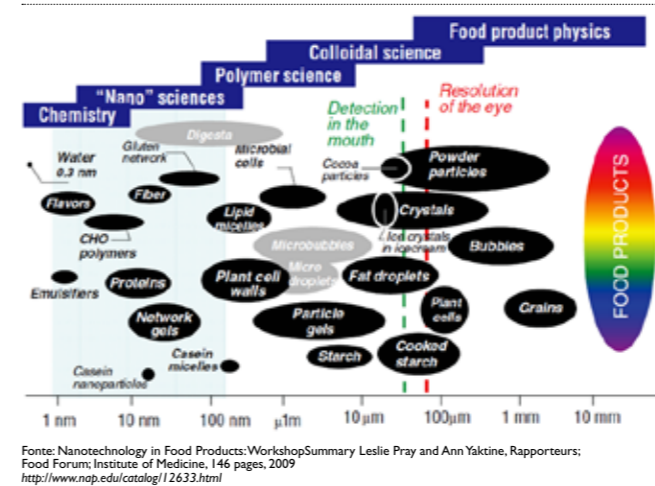 Food product physics
Colloidal science
Polymer science
"Nano" sciences
Chemistry
Detection
in the
mouth
Resolution
of the eye
Digesta
Water
0.3 nm
Gluten
network
Microbial
cells
Cocoa
particles
Powder
particles
Flavors
Fiber
Lipid
micelles
Crystals
CHO
polymers
Ice crystals
in icecream
Microbubbles
Bubbles
Emulsifiers
Proteins
Plant cell
walls
Micro
droplets
Fat droplets
Network
gels
Particle
gels
Plant
cells
Grains
Casein
micelles
Starch
Cooked
starch
Casein
nanoparticles
FOOD PRODUCTS
1 nm 10 nm 100 nm µ1m 10µm 100µm 1 mm 10 mm
Fonte: Nanotechnology in Food Products: WorkshopSummary Leslie Pray and Ann Yaktine, Rapporteurs;
Food Forum; Institute of Medicine, 146 pages, 2009
http://www.nap.edu/catalog/12633.html